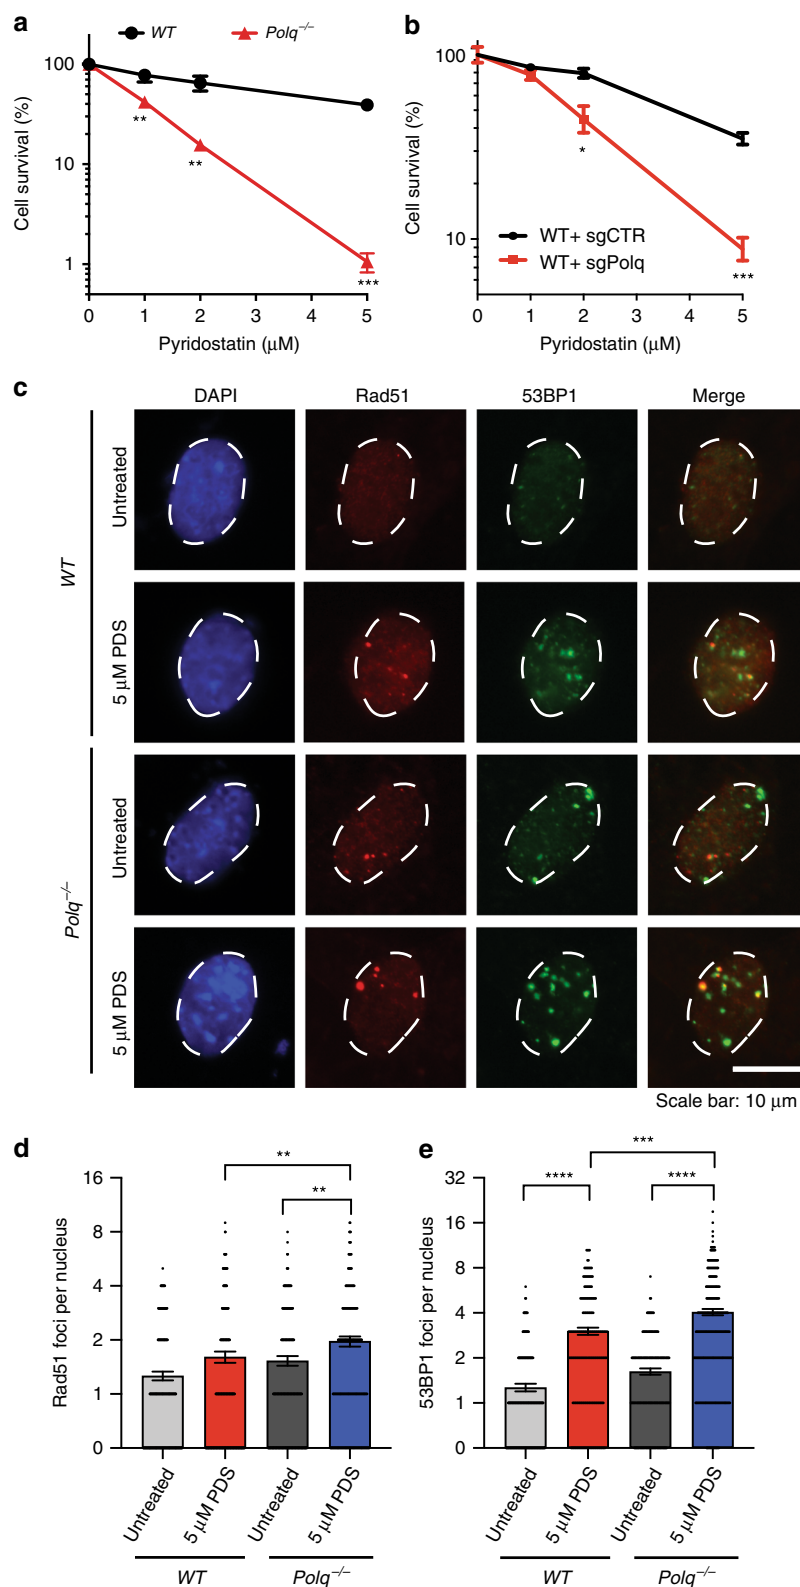 a
WT
Polq–/–
Cell survival (%)
100
10
1
**
**
***
0 1 2 3 4 5
Pyridostatin (μM)
b
Cell survival (%)
100
10
*
***
WT+ sgCTR
WT+ sgPolq
0 1 2 3 4 5
Pyridostatin (μM)
c
DAPI Rad51 53BP1 Merge
WT
Untreated
5 μM PDS
Polq–/–
Untreated
5 μM PDS
Scale bar: 10 μm
d
Rad51 foci per nucleus
16
8
4
2
1
0
**
**
Untreated 5 μM PDS Untreated 5 μM PDS
WT Polq–/–
e
53BP1 foci per nucleus
32
16
8
4
2
1
0
***
**** ****
Untreated 5 μM PDS Untreated 5 μM PDS
WT Polq–/–